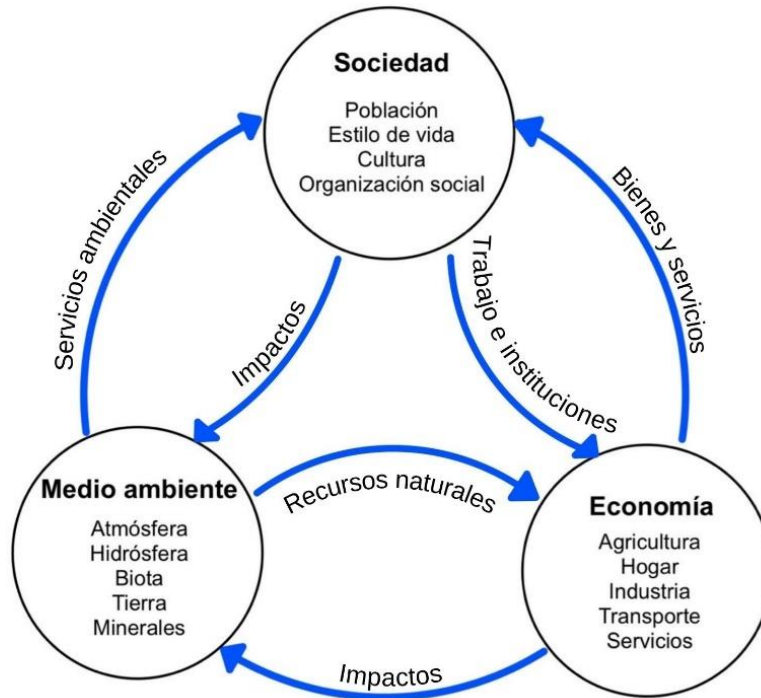 Sociedad
Población
Estilo de vida
Cultura
Organización social
Servicios ambientales
Impactos
Trabajo e instituciones
Bienes y servicios
Medio ambiente
Atmósfera
Hidrósfera
Biota
Tierra
Minerales
Recursos naturales
Economía
Agricultura
Hogar
Industria
Transporte
Servicios
Impactos